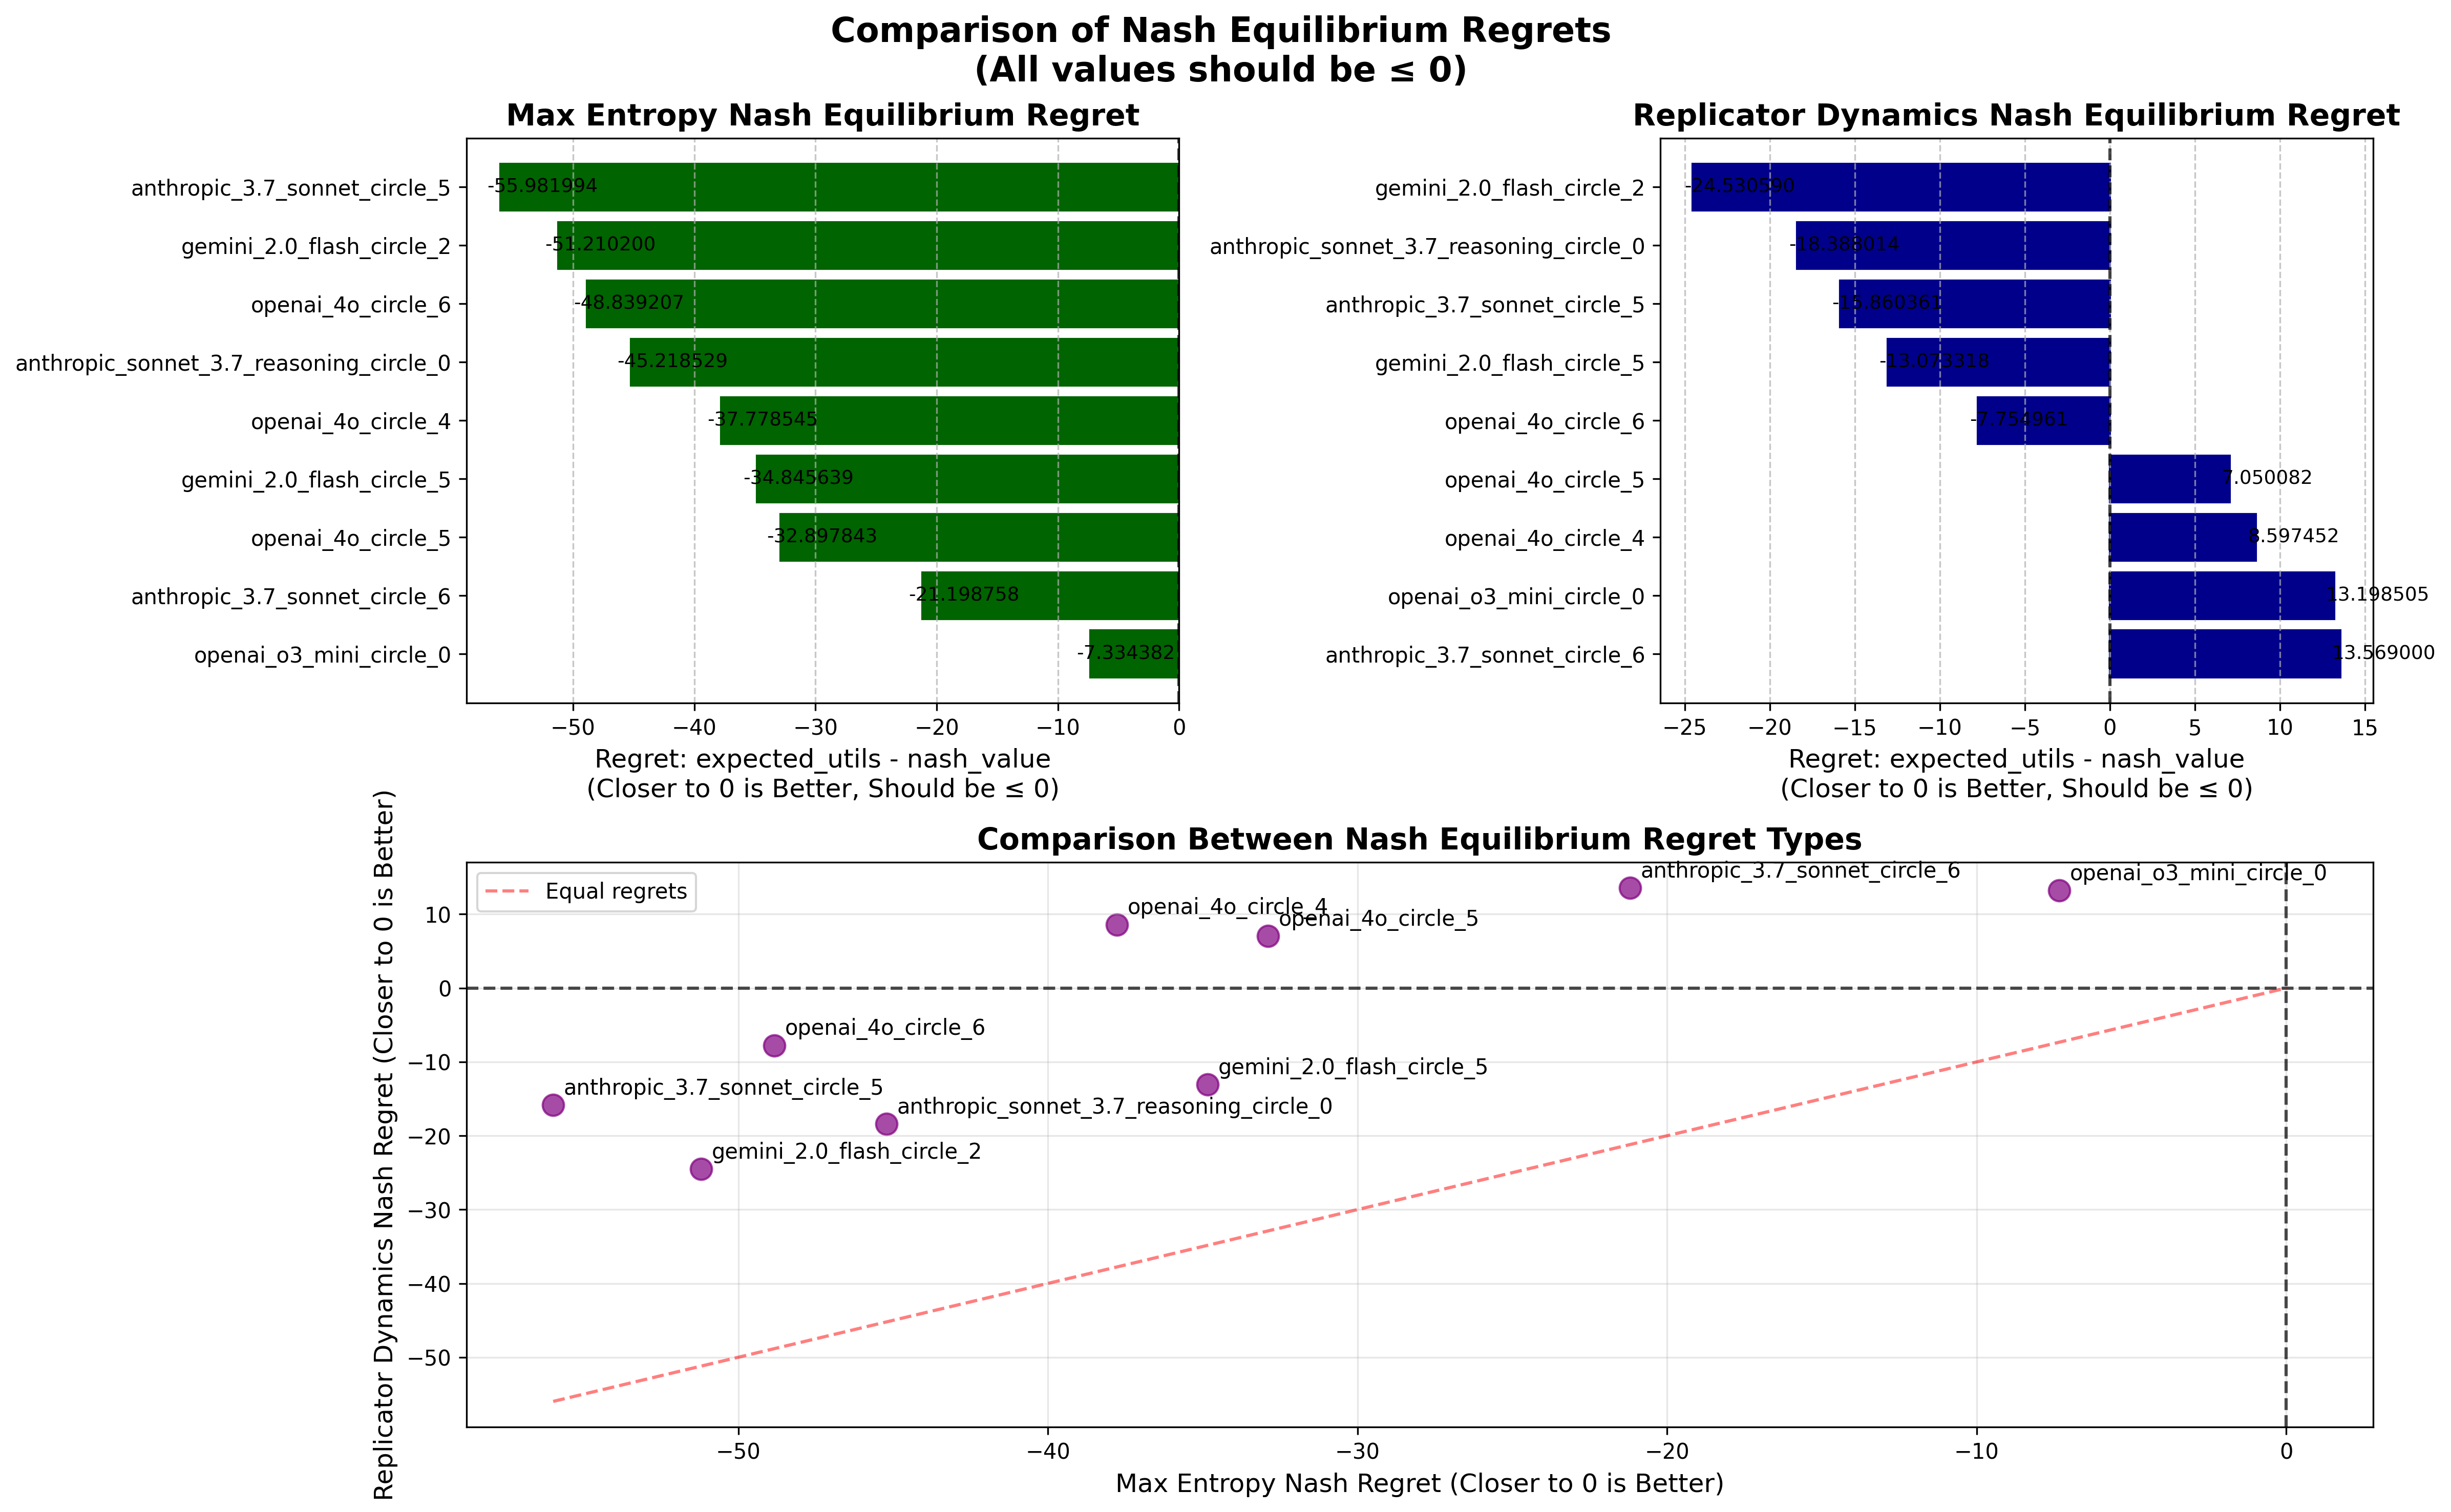 Comparison of Nash Equilibrium Regrets
(All values should be ≤ 0)
Max Entropy Nash Equilibrium Regret
anthropic_3.7_sonnet_circle_5
-55.981994
gemini_2.0_flash_circle_2
-51.210200
openai_4o_circle_6
-48.839207
anthropic_sonnet_3.7_reasoning_circle_0
-45.218529
openai_4o_circle_4
-37.778545
gemini_2.0_flash_circle_5
-34.845639
openai_4o_circle_5
-32.897843
anthropic_3.7_sonnet_circle_6
-21.198758
openai_o3_mini_circle_0
-7.334382
−50 −40 −30 −20 −10 0
Regret: expected_utils - nash_value
(Closer to 0 is Better, Should be ≤ 0)
Replicator Dynamics Nash Equilibrium Regret
gemini_2.0_flash_circle_2
-24.530590
anthropic_sonnet_3.7_reasoning_circle_0
-18.388014
anthropic_3.7_sonnet_circle_5
-15.860361
gemini_2.0_flash_circle_5
-13.073318
openai_4o_circle_6
-7.754961
openai_4o_circle_5
7.050082
openai_4o_circle_4
8.597452
openai_o3_mini_circle_0
13.198505
anthropic_3.7_sonnet_circle_6
13.569000
−25 −20 −15 −10 −5 0 5 10 15
Regret: expected_utils - nash_value
(Closer to 0 is Better, Should be ≤ 0)
Comparison Between Nash Equilibrium Regret Types
Replicator Dynamics Nash Regret (Closer to 0 is Better)
10
0
−10
−20
−30
−40
−50
Equal regrets
anthropic_3.7_sonnet_circle_6
openai_o3_mini_circle_0
openai_4o_circle_4
openai_4o_circle_5
openai_4o_circle_6
gemini_2.0_flash_circle_5
anthropic_3.7_sonnet_circle_5
anthropic_sonnet_3.7_reasoning_circle_0
gemini_2.0_flash_circle_2
−50 −40 −30 −20 −10 0
Max Entropy Nash Regret (Closer to 0 is Better)